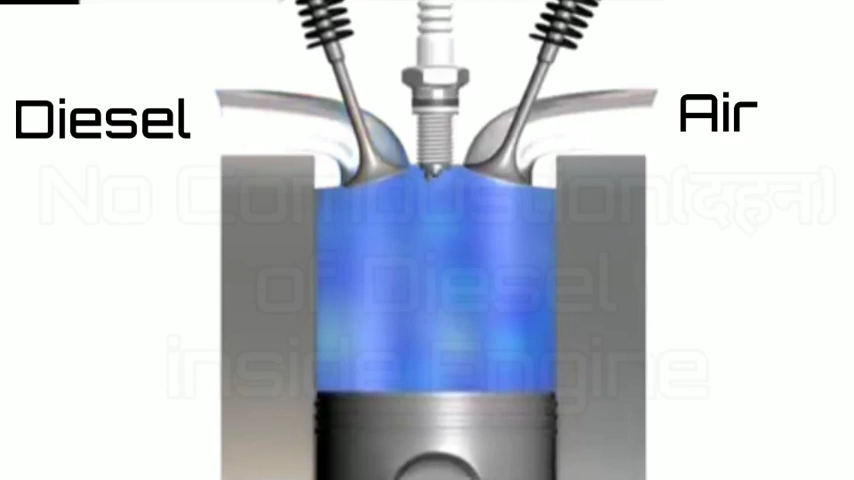 Diesel
Air
No Combustion(दहन)
of Diesel
inside Engine